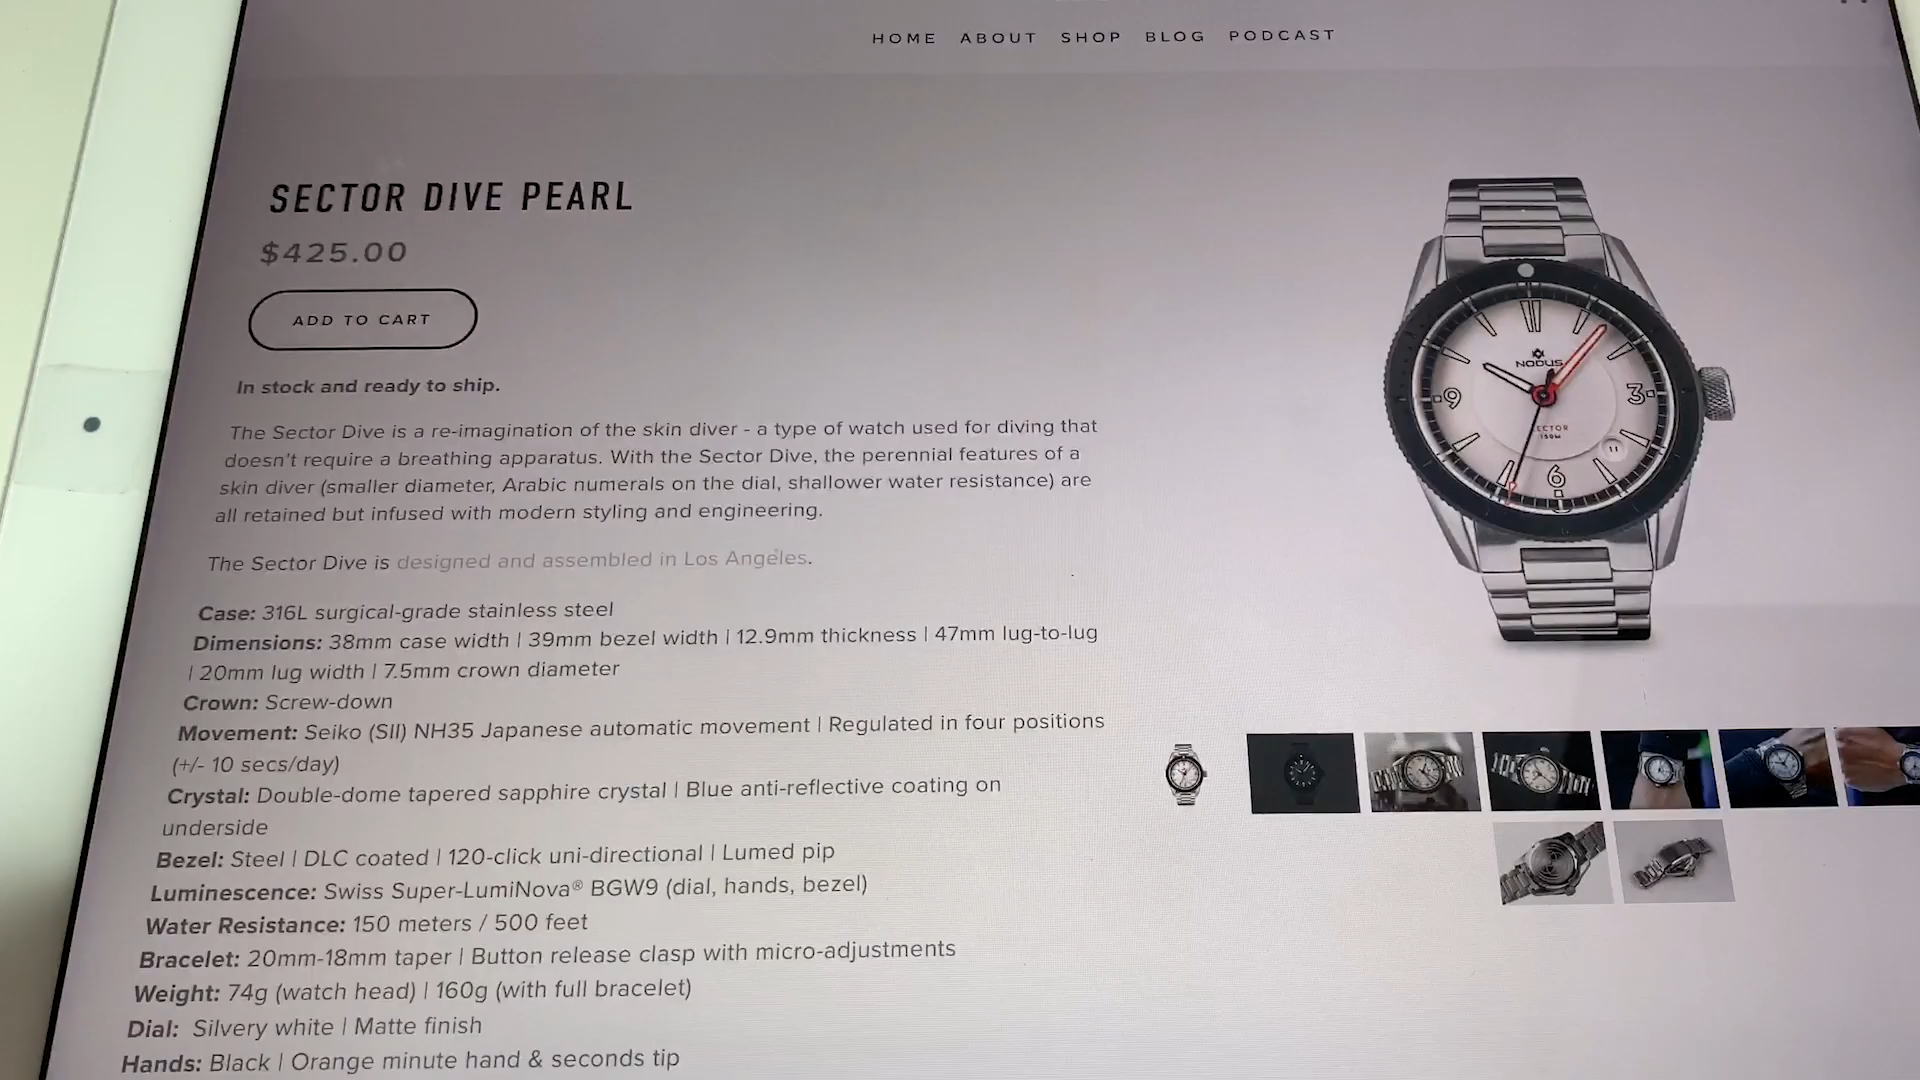 HOME ABOUT SHOP BLOG PODCAST
SECTOR DIVE PEARL
$425.00
ADD TO CART
In stock and ready to ship.
The Sector Dive is a re-imagination of the skin diver - a type of watch used for diving that
doesn't require a breathing apparatus. With the Sector Dive, the perennial features of a
skin diver (smaller diameter, Arabic numerals on the dial, shallower water resistance) are
all retained but infused with modern styling and engineering.
The Sector Dive is designed and assembled in Los Angeles.
Case: 316L surgical-grade stainless steel
Dimensions: 38mm case width | 39mm bezel width | 12.9mm thickness | 47mm lug-to-lug
| 20mm lug width | 7.5mm crown diameter
Crown: Screw-down
Movement: Seiko (SII) NH35 Japanese automatic movement | Regulated in four positions
(+/- 10 secs/day)
Crystal: Double-dome tapered sapphire crystal | Blue anti-reflective coating on
underside
Bezel: Steel | DLC coated | 120-click uni-directional | Lumed pip
Luminescence: Swiss Super-LumiNova® BGW9 (dial, hands, bezel)
Water Resistance: 150 meters / 500 feet
Bracelet: 20mm-18mm taper | Button release clasp with micro-adjustments
Weight: 74g (watch head) | 160g (with full bracelet)
Dial: Silvery white | Matte finish
Hands: Black | Orange minute hand & seconds tip
NODUS
9 3
ECTOR
150M
11
6